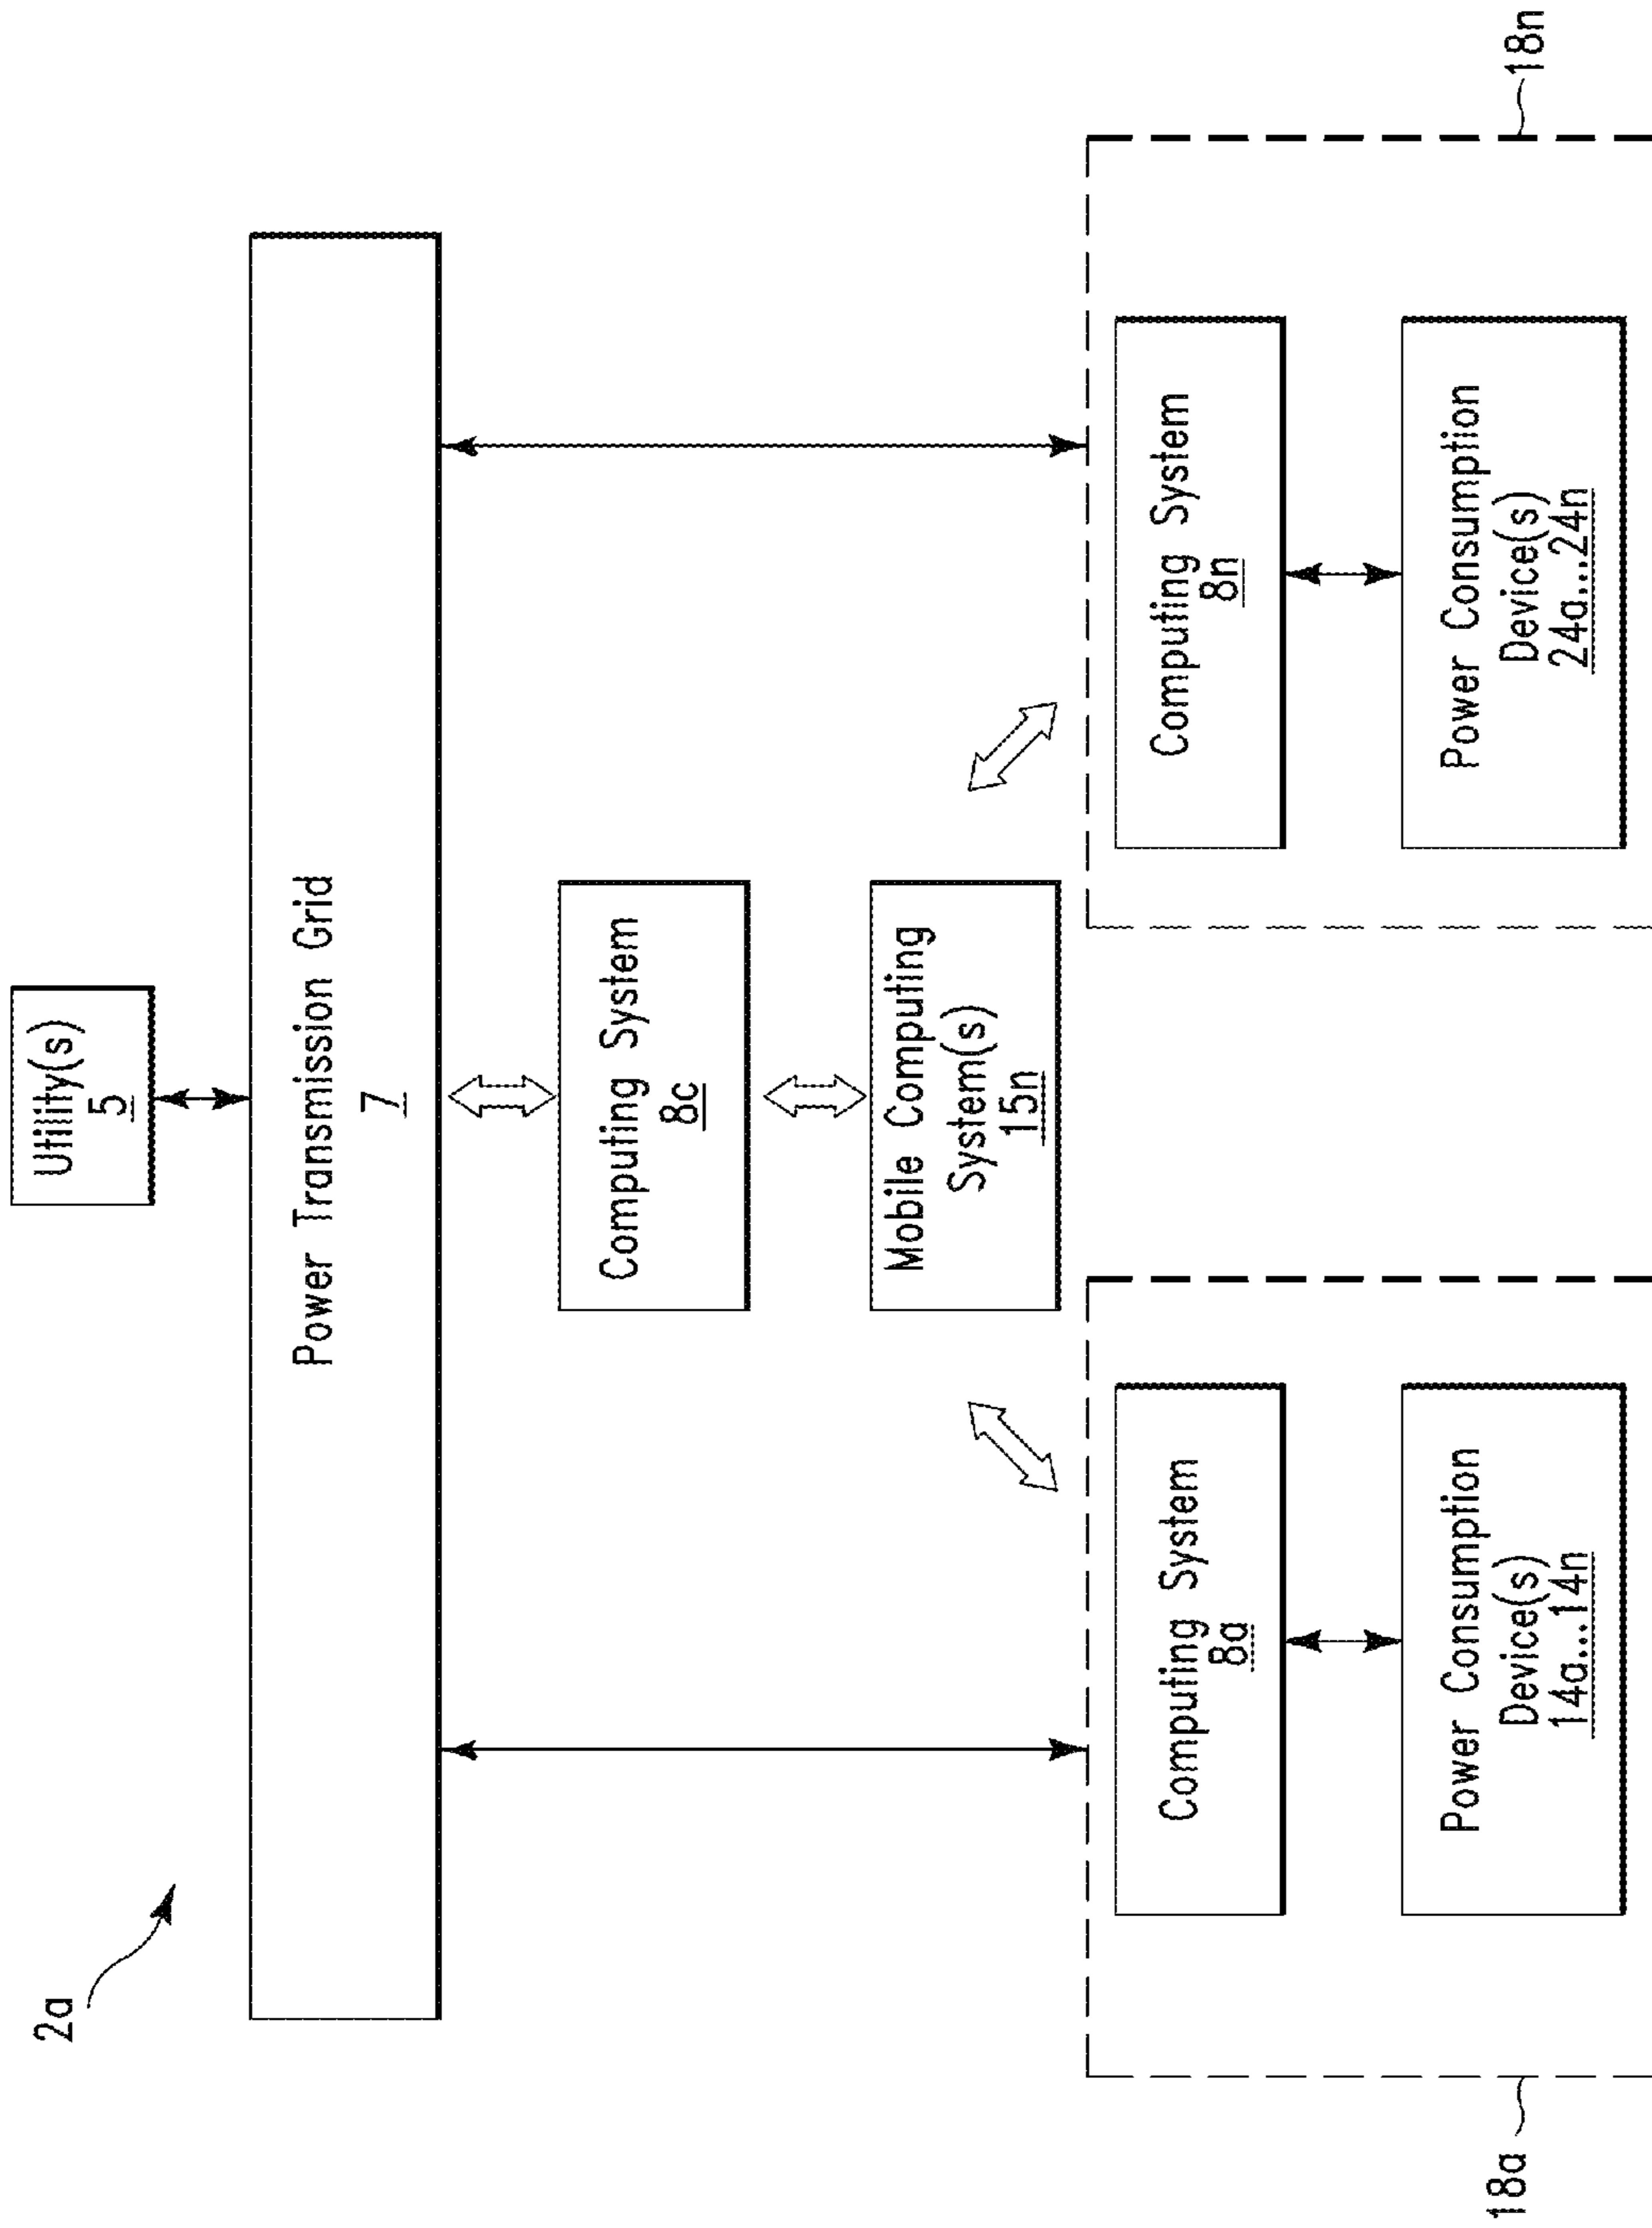 2a
Utility(s)
5
Power Transmission Grid
7
Computing System
8c
Mobile Computing
System(s)
15n
Computing System
8a
Power Consumption
Device(s)
14a...14n
18a
Computing System
8n
Power Consumption
Device(s)
24a...24n
18n